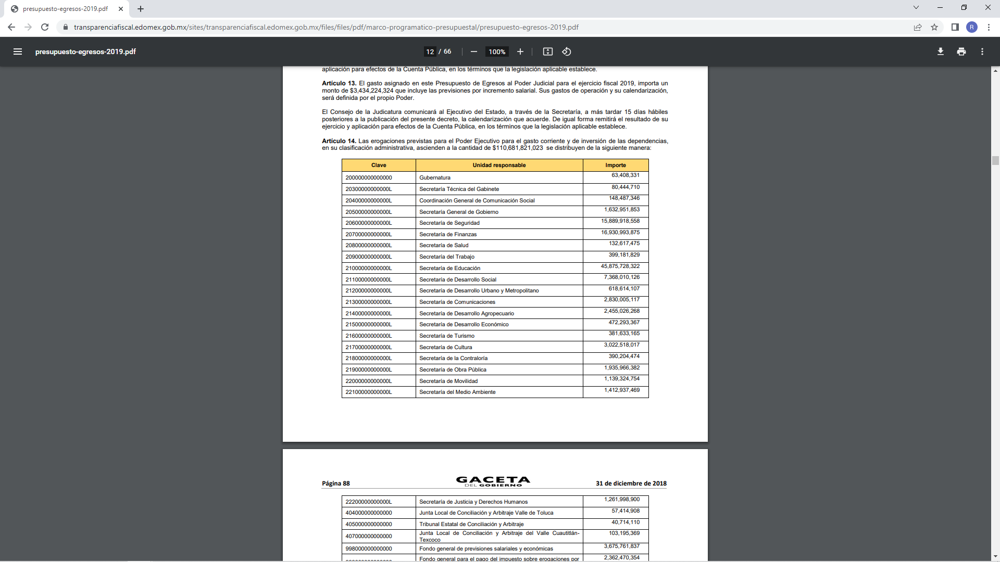 presupuesto-egresos-2019.pdf
transparenciafiscal.edomex.gob.mx/sites/transparenciafiscal.edomex.gob.mx/files/files/pdf/marco-programatico-presupuestal/presupuesto-egresos-2019.pdf
R
presupuesto-egresos-2019.pdf
12 / 66
100%
aplicación para efectos de la Cuenta Pública, en los términos que la legislación aplicable establece.
Artículo 13. El gasto asignado en este Presupuesto de Egresos al Poder Judicial para el ejercicio fiscal 2019, importa un
monto de $3,434,224,324 que incluye las previsiones por incremento salarial. Sus gastos de operación y su calendarización,
será definida por el propio Poder.
El Consejo de la Judicatura comunicará al Ejecutivo del Estado, a través de la Secretaría, a más tardar 15 días hábiles
posteriores a la publicación del presente decreto, la calendarización que acuerde. De igual forma remitirá el resultado de su
ejercicio y aplicación para efectos de la Cuenta Pública, en los términos que la legislación aplicable establece.
Artículo 14. Las erogaciones previstas para el Poder Ejecutivo para el gasto corriente y de inversión de las dependencias,
en su clasificación administrativa, ascienden a la cantidad de $110,681,821,023 se distribuyen de la siguiente manera:
Clave Unidad responsable Importe
200000000000000 Gubernatura 63,408,331
20300000000000L Secretaría Técnica del Gabinete 80,444,710
20400000000000L Coordinación General de Comunicación Social 148,487,346
20500000000000L Secretaría General de Gobierno 1,632,951,853
20600000000000L Secretaría de Seguridad 15,889,918,558
20700000000000L Secretaría de Finanzas 16,930,993,875
20800000000000L Secretaría de Salud 132,617,475
20900000000000L Secretaría del Trabajo 399,181,829
21000000000000L Secretaría de Educación 45,875,728,322
21100000000000L Secretaría de Desarrollo Social 7,368,010,126
21200000000000L Secretaría de Desarrollo Urbano y Metropolitano 618,614,107
21300000000000L Secretaría de Comunicaciones 2,830,005,117
21400000000000L Secretaría de Desarrollo Agropecuario 2,455,026,268
21500000000000L Secretaría de Desarrollo Económico 472,293,367
21600000000000L Secretaría de Turismo 381,633,165
21700000000000L Secretaría de Cultura 3,022,518,017
21800000000000L Secretaría de la Contraloría 390,204,474
21900000000000L Secretaría de Obra Pública 1,935,966,382
22000000000000L Secretaría de Movilidad 1,139,324,754
22100000000000L Secretaría del Medio Ambiente 1,412,937,469
Página 88 GACETA DEL GOBIERNO 31 de diciembre de 2018
22200000000000L Secretaría de Justicia y Derechos Humanos 1,261,998,900
404000000000000 Junta Local de Conciliación y Arbitraje Valle de Toluca 57,414,908
405000000000000 Tribunal Estatal de Conciliación y Arbitraje 40,714,110
407000000000000 Junta Local de Conciliación y Arbitraje del Valle Cuautitlán- 103,195,369
Texcoco
998000000000000 Fondo general de previsiones salariales y económicas 3,675,761,837
Fondo general para el pago del impuesto sobre erogaciones por 2,362,470,354